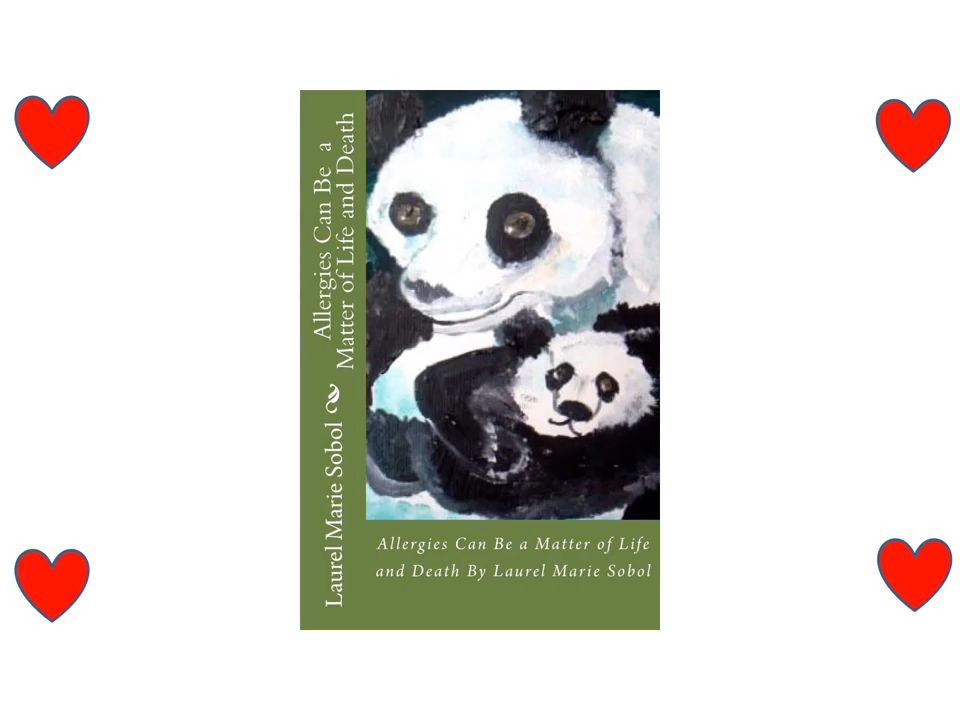 Allergies Can Be a
Matter of Life and Death
Laurel Marie Sobol
Allergies Can Be a Matter of Life
and Death By Laurel Marie Sobol